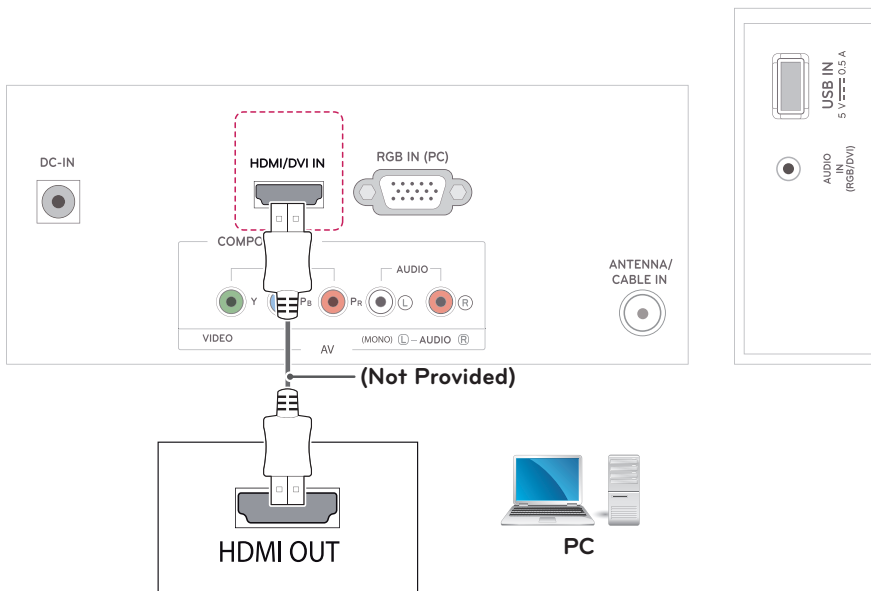 DC-IN
HDMI/DVI IN
RGB IN (PC)
COMPO
AUDIO
Y
PB
PR
L
R
VIDEO
AV
(MONO) L – AUDIO R
ANTENNA/
CABLE IN
USB IN
5 V 0.5 A
AUDIO
IN
(RGB/DVI)
(Not Provided)
HDMI OUT
PC